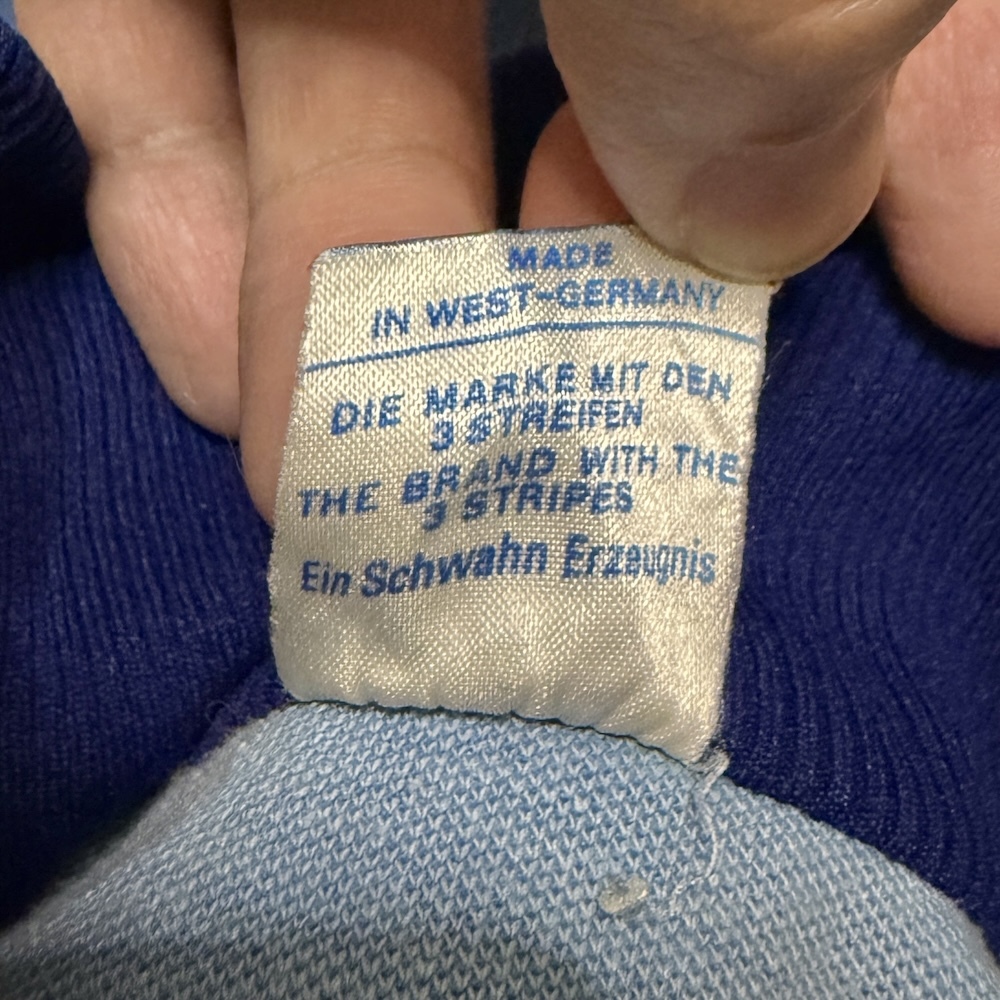 MADE
IN WEST-GERMANY
DIE MARKE MIT DEN
3 STREIFEN
THE BRAND WITH THE
3 STRIPES
Ein Schwahn Erzeugnis